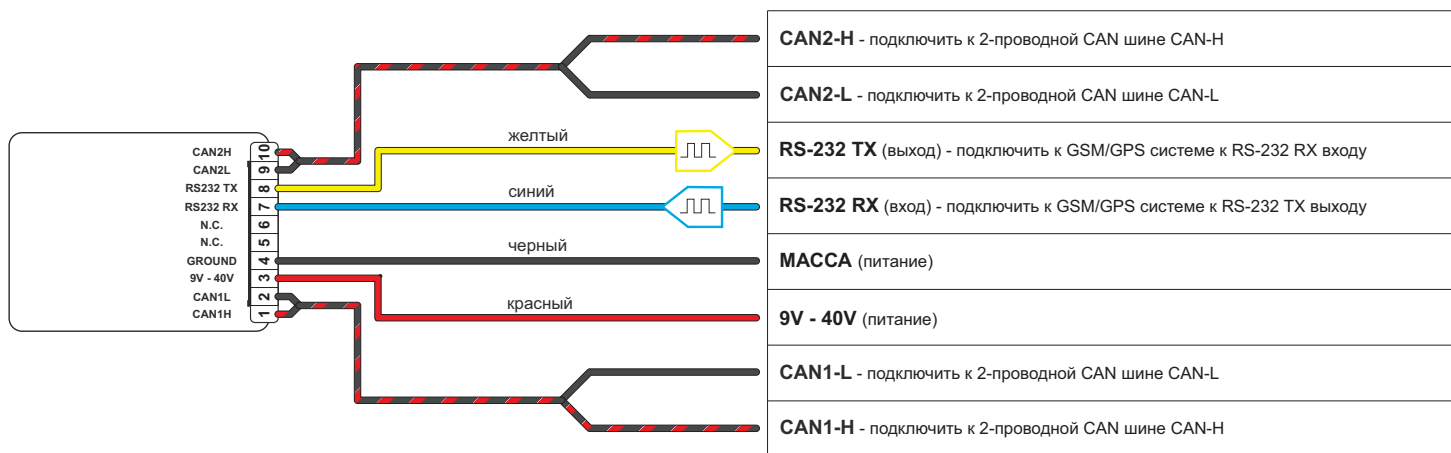 CAN2H
CAN2L
RS232 TX
RS232 RX
N.C.
N.C.
GROUND
9V - 40V
CAN1L
CAN1H
10
9
8
7
6
5
4
3
2
1
желтый
синий
черный
красный
CAN2-H - подключить к 2-проводной CAN шине CAN-H
CAN2-L - подключить к 2-проводной CAN шине CAN-L
RS-232 TX (выход) - подключить к GSM/GPS системе к RS-232 RX входу
RS-232 RX (вход) - подключить к GSM/GPS системе к RS-232 TX выходу
МАССА (питание)
9V - 40V (питание)
CAN1-L - подключить к 2-проводной CAN шине CAN-L
CAN1-H - подключить к 2-проводной CAN шине CAN-H